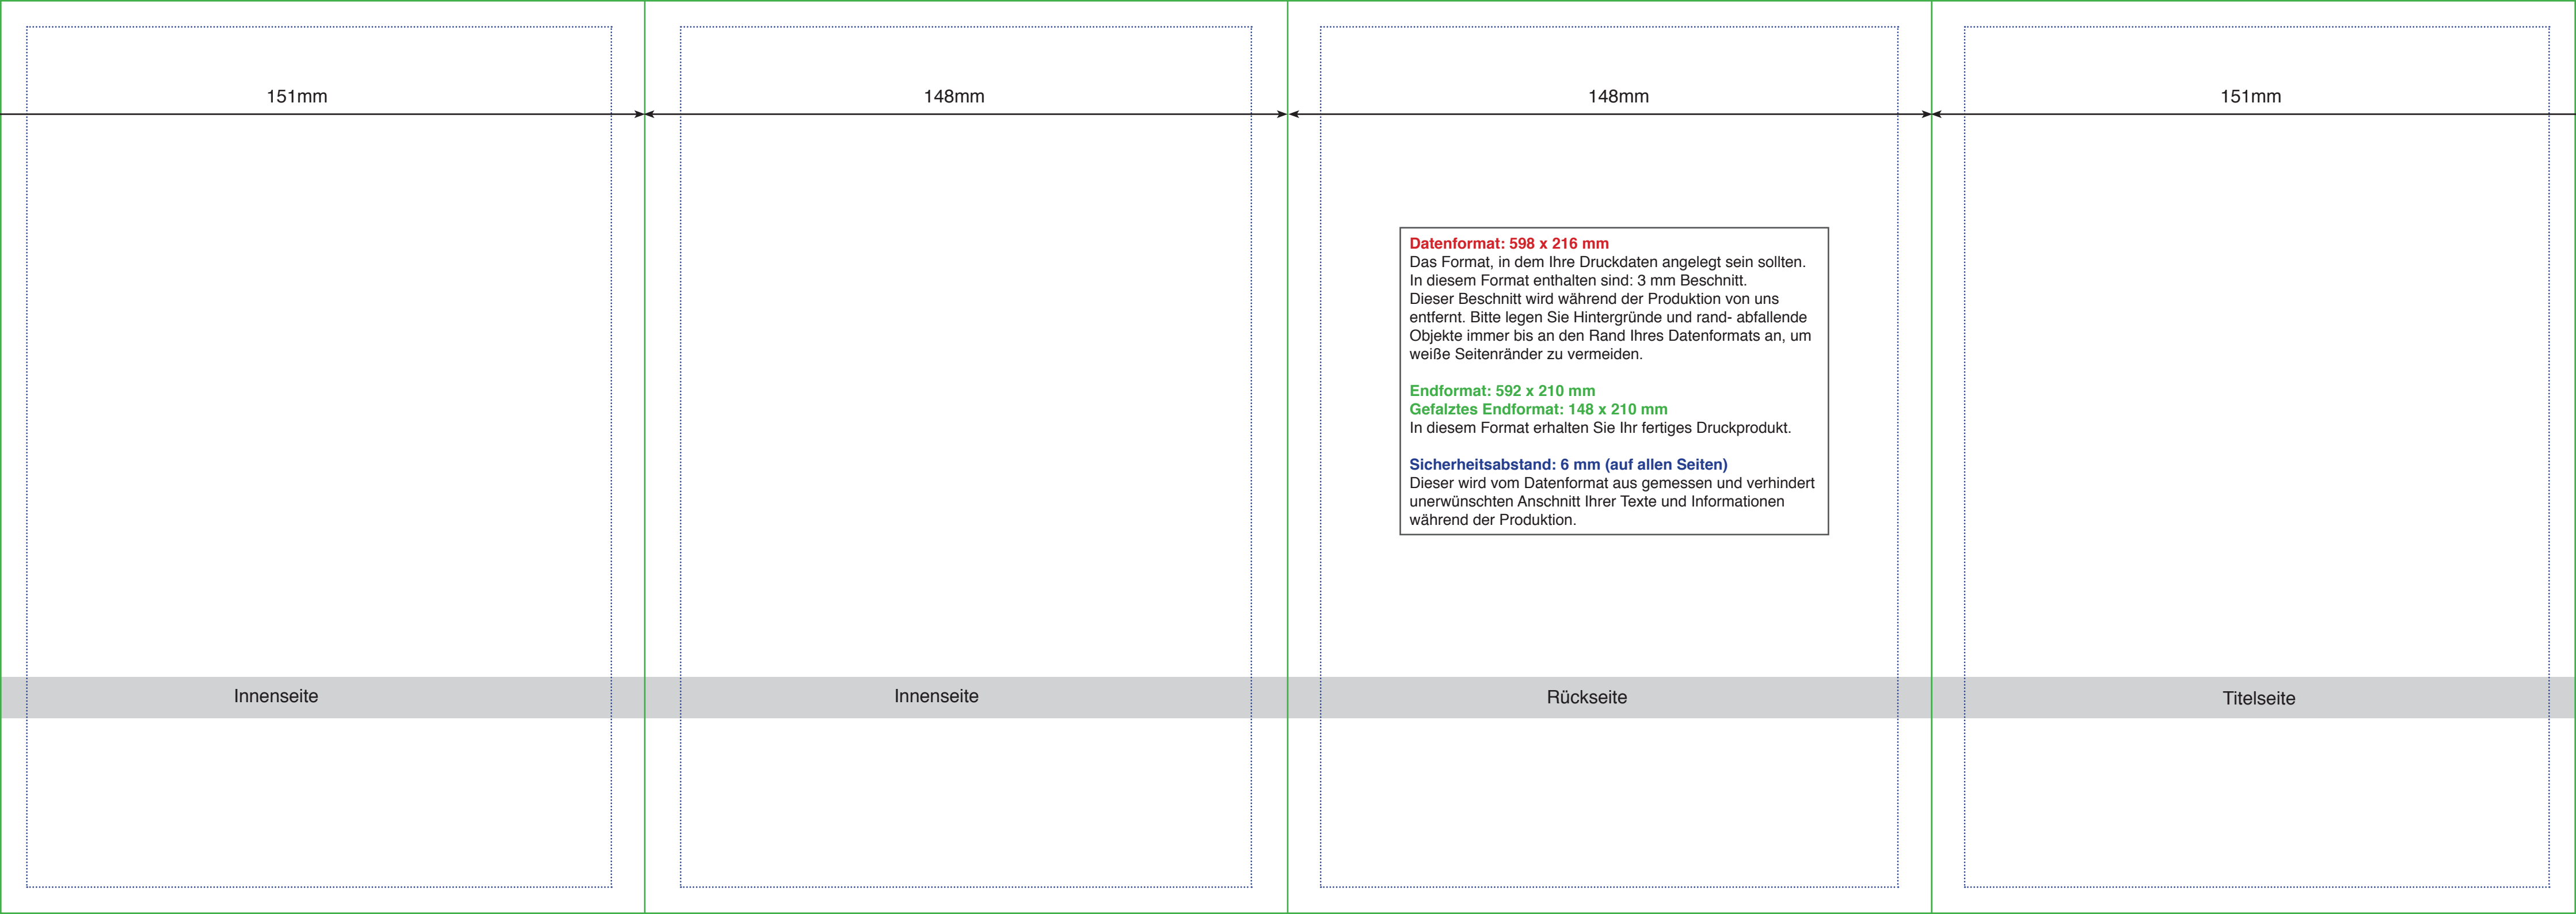 151mm
148mm
148mm
151mm
Datenformat: 598 x 216 mm
Das Format, in dem Ihre Druckdaten angelegt sein sollten.
In diesem Format enthalten sind: 3 mm Beschnitt.
Dieser Beschnitt wird während der Produktion von uns
entfernt. Bitte legen Sie Hintergründe und rand- abfallende
Objekte immer bis an den Rand Ihres Datenformats an, um
weiße Seitenränder zu vermeiden.
Endformat: 592 x 210 mm
Gefalztes Endformat: 148 x 210 mm
In diesem Format erhalten Sie Ihr fertiges Druckprodukt.
Sicherheitsabstand: 6 mm (auf allen Seiten)
Dieser wird vom Datenformat aus gemessen und verhindert
unerwünschten Anschnitt Ihrer Texte und Informationen
während der Produktion.
Innenseite
Innenseite
Rückseite
Titelseite